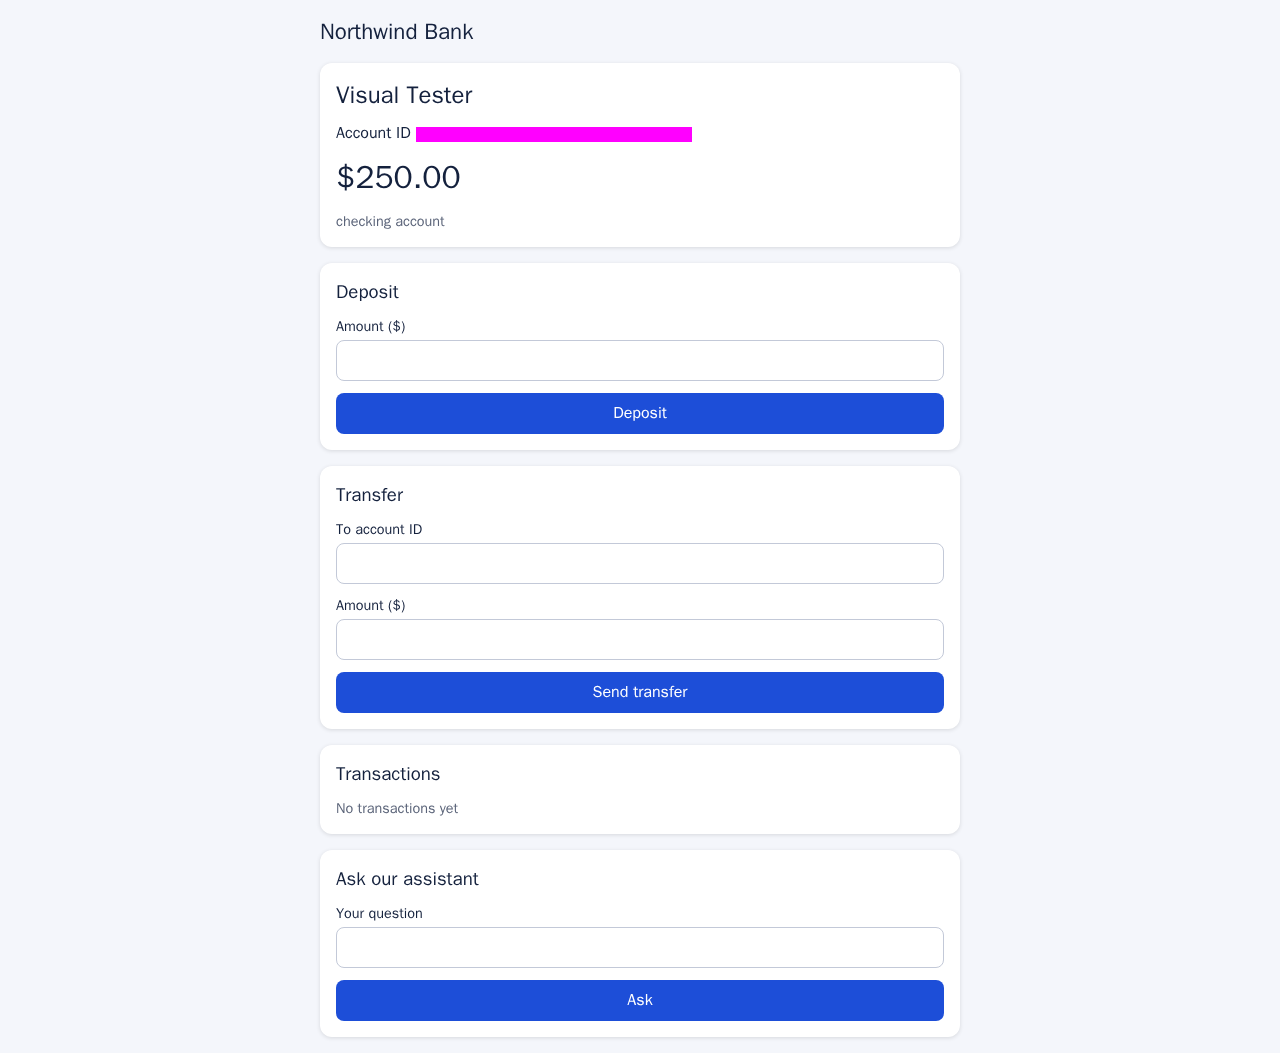 Northwind Bank
Visual Tester
Account ID
$250.00
checking account
Deposit
Amount ($)
Deposit
Transfer
To account ID
Amount ($)
Send transfer
Transactions
No transactions yet
Ask our assistant
Your question
Ask